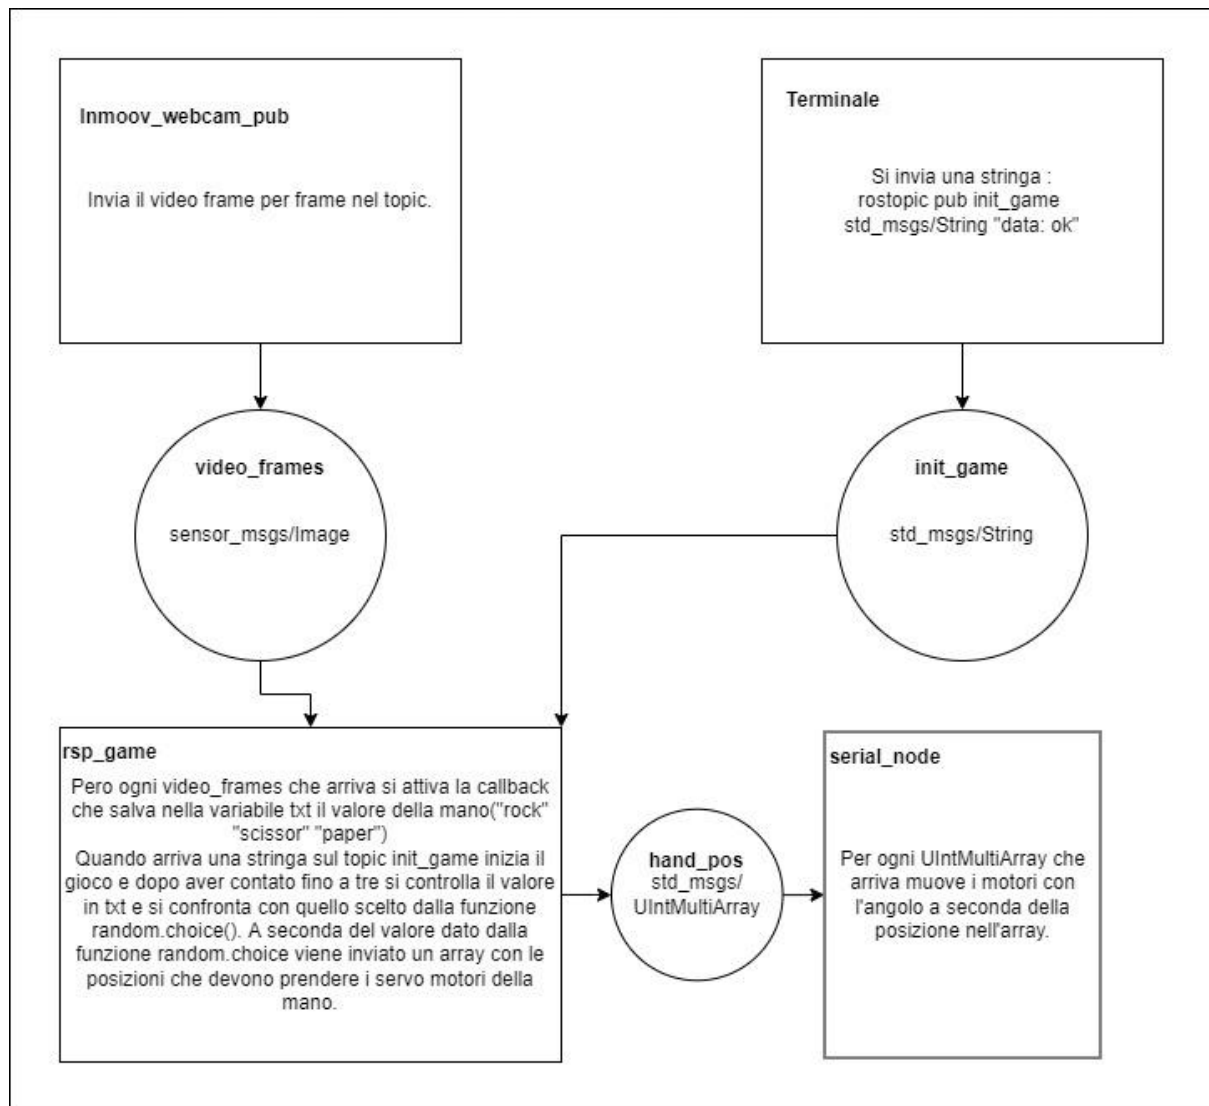 Inmoov_webcam_pub
Invia il video frame per frame nel topic.
Terminale
Si invia una stringa :
rostopic pub init_game
std_msgs/String "data: ok"
video_frames
sensor_msgs/Image
init_game
std_msgs/String
rsp_game
Pero ogni video_frames che arriva si attiva la callback
che salva nella variabile txt il valore della mano("rock"
"scissor" "paper")
Quando arriva una stringa sul topic init_game inizia il
gioco e dopo aver contato fino a tre si controlla il valore
in txt e si confronta con quello scelto dalla funzione
random.choice(). A seconda del valore dato dalla
funzione random.choice viene inviato un array con le
posizioni che devono prendere i servo motori della
mano.
hand_pos
std_msgs/
UIntMultiArray
serial_node
Per ogni UIntMultiArray che
arriva muove i motori con
l'angolo a seconda della
posizione nell'array.